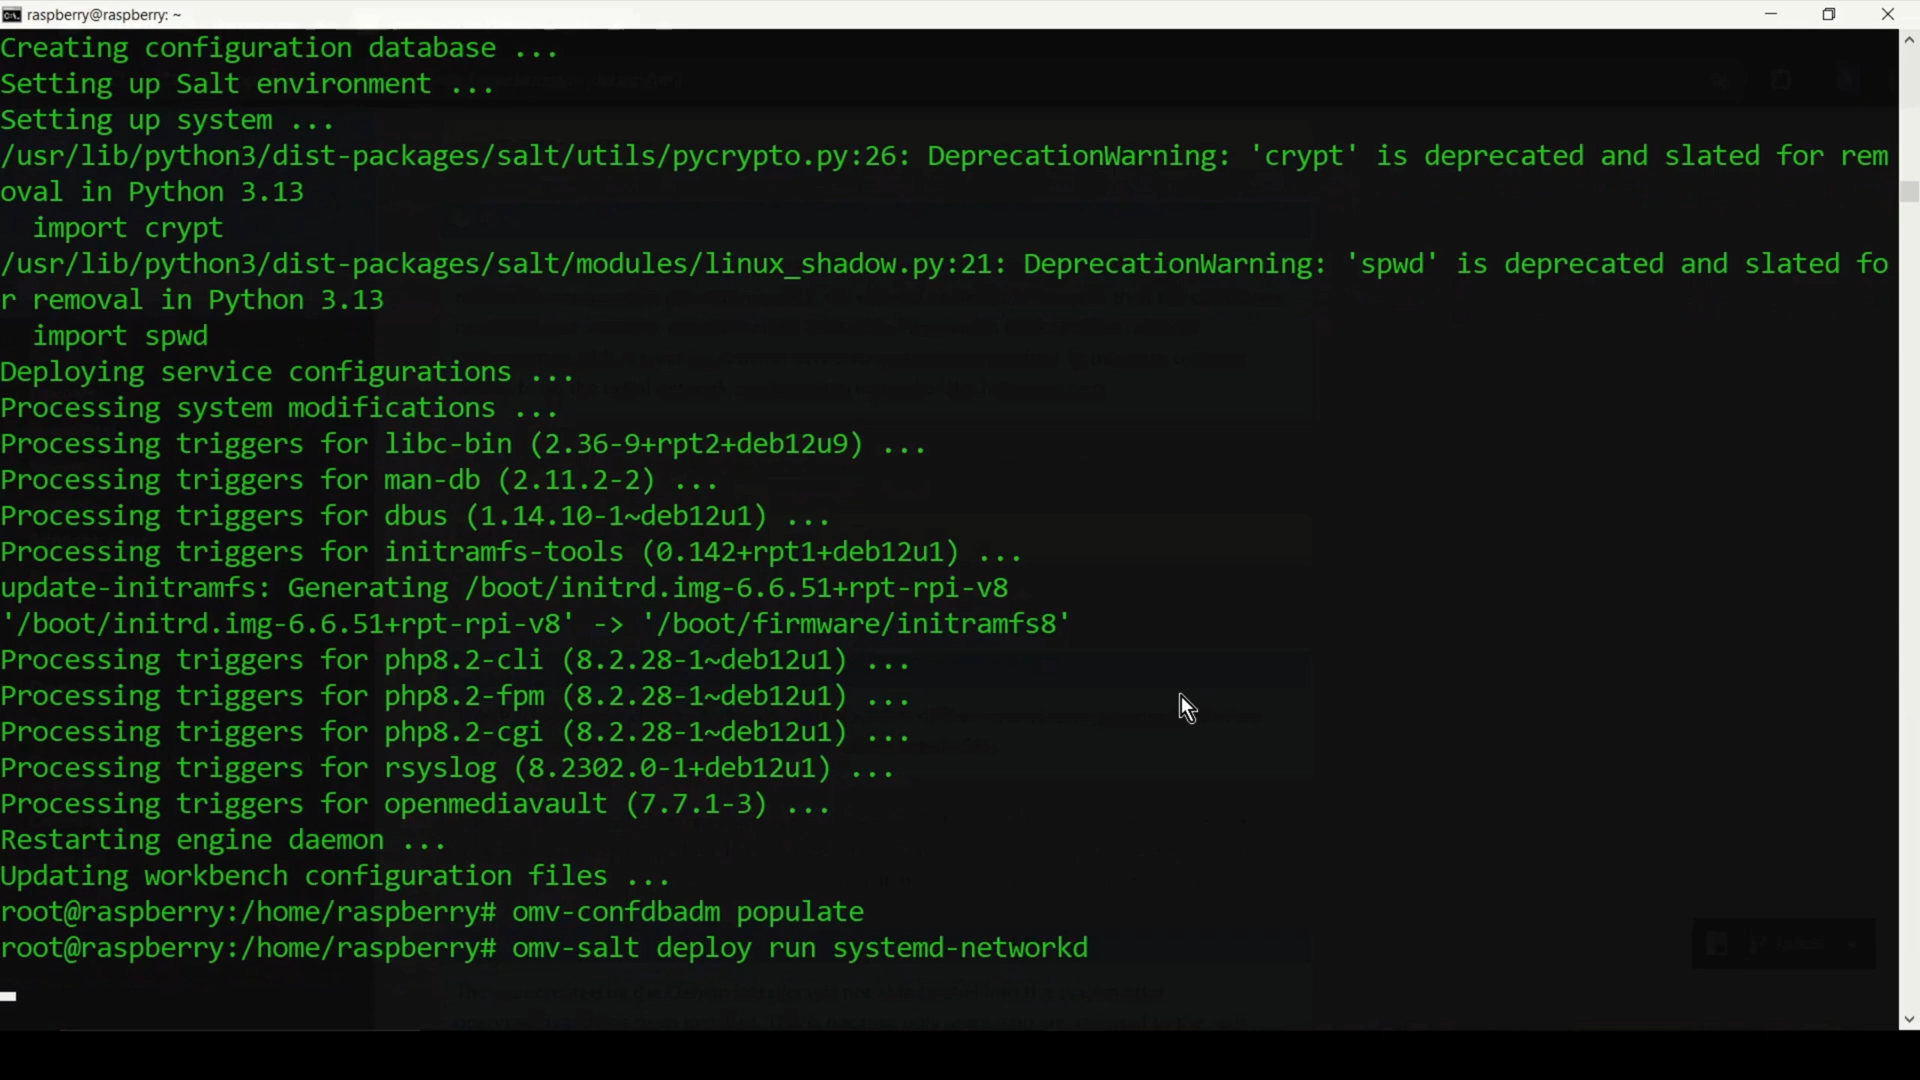 raspberry@raspberry: ~
Creating configuration database ...
Setting up Salt environment ...
Setting up system ...
/usr/lib/python3/dist-packages/salt/utils/pycrypto.py:26: DeprecationWarning: 'crypt' is deprecated and slated for rem
oval in Python 3.13
  import crypt
/usr/lib/python3/dist-packages/salt/modules/linux_shadow.py:21: DeprecationWarning: 'spwd' is deprecated and slated fo
r removal in Python 3.13
  import spwd
Deploying service configurations ...
Processing system modifications ...
Processing triggers for libc-bin (2.36-9+rpt2+deb12u9) ...
Processing triggers for man-db (2.11.2-2) ...
Processing triggers for dbus (1.14.10-1~deb12u1) ...
Processing triggers for initramfs-tools (0.142+rpt1+deb12u1) ...
update-initramfs: Generating /boot/initrd.img-6.6.51+rpt-rpi-v8
'/boot/initrd.img-6.6.51+rpt-rpi-v8' -> '/boot/firmware/initramfs8'
Processing triggers for php8.2-cli (8.2.28-1~deb12u1) ...
Processing triggers for php8.2-fpm (8.2.28-1~deb12u1) ...
Processing triggers for php8.2-cgi (8.2.28-1~deb12u1) ...
Processing triggers for rsyslog (8.2302.0-1+deb12u1) ...
Processing triggers for openmediavault (7.7.1-3) ...
Restarting engine daemon ...
Updating workbench configuration files ...
root@raspberry:/home/raspberry# omv-confdbadm populate
root@raspberry:/home/raspberry# omv-salt deploy run systemd-networkd